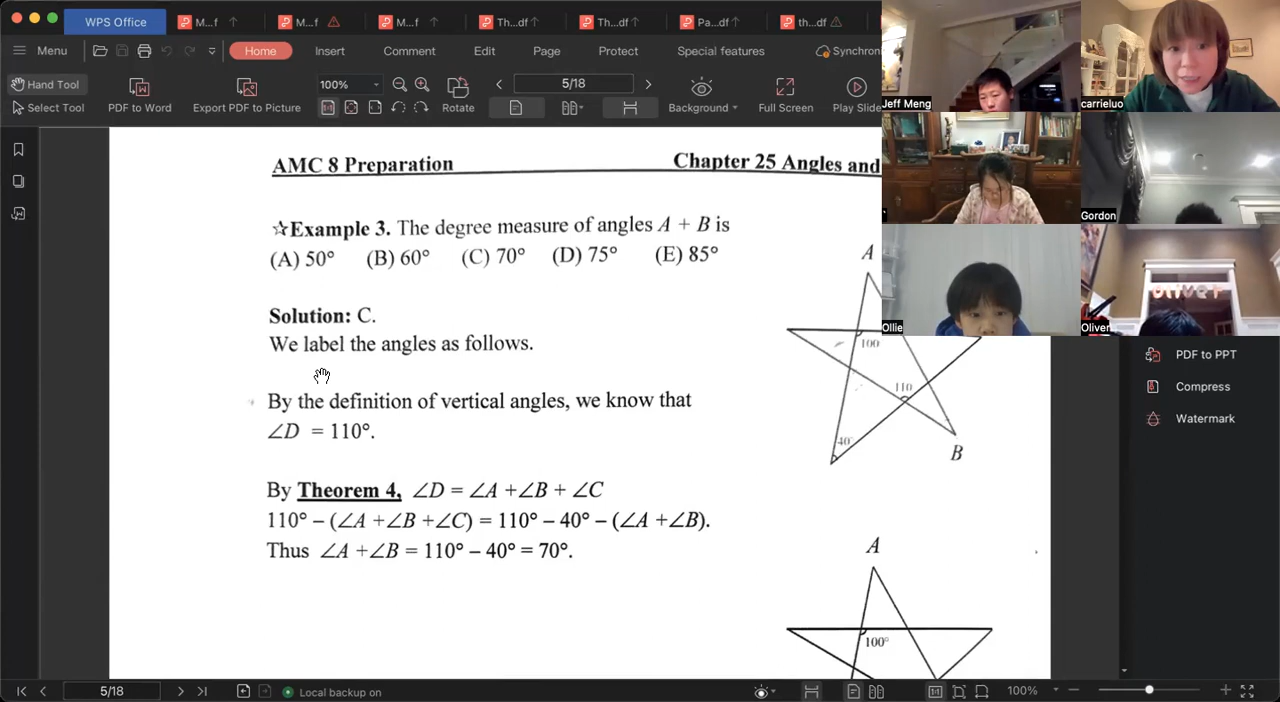 WPS Office
M...f
M...f
M...f
Th...df
Th...df
Pa...df
th...df
Menu
Home
Insert
Comment
Edit
Page
Protect
Special features
Synchron
Hand Tool
Select Tool
PDF to Word
Export PDF to Picture
100%
Rotate
5/18
Background
Full Screen
Play Slide
Jeff Meng
carrieluo
Gordon
Ollie
Oliver
OLIVER
AMC 8 Preparation
Chapter 25 Angles and
☆Example 3. The degree measure of angles A + B is
(A) 50° (B) 60° (C) 70° (D) 75° (E) 85°
Solution: C.
We label the angles as follows.
By the definition of vertical angles, we know that
∠D = 110°.
By Theorem 4, ∠D = ∠A +∠B + ∠C
110° – (∠A +∠B +∠C) = 110° – 40° – (∠A +∠B).
Thus ∠A +∠B = 110° – 40° = 70°.
A
100
110
40°
B
A
100°
PDF to PPT
Compress
Watermark
5/18
Local backup on
100%